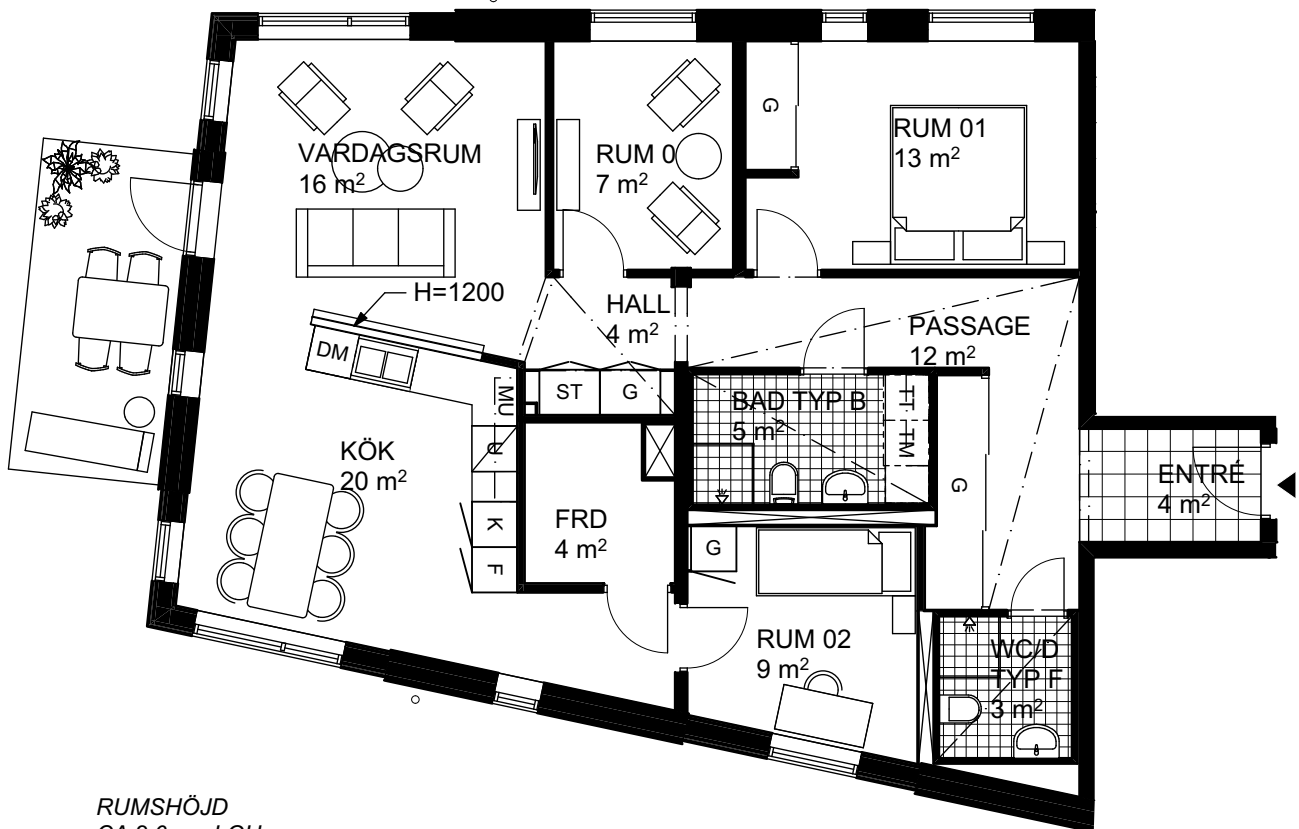 VARDAGSRUM
16 m²
RUM 0
7 m²
G
RUM 01
13 m²
H=1200
HALL
4 m²
PASSAGE
12 m²
DM
MU
ST
G
BAD TYP B
5 m²
TT
TM
U
KÖK
20 m²
K
F
FRD
4 m²
G
ENTRÉ
4 m²
G
RUM 02
9 m²
WC/D
TYP F
3 m²
RUMSHÖJD